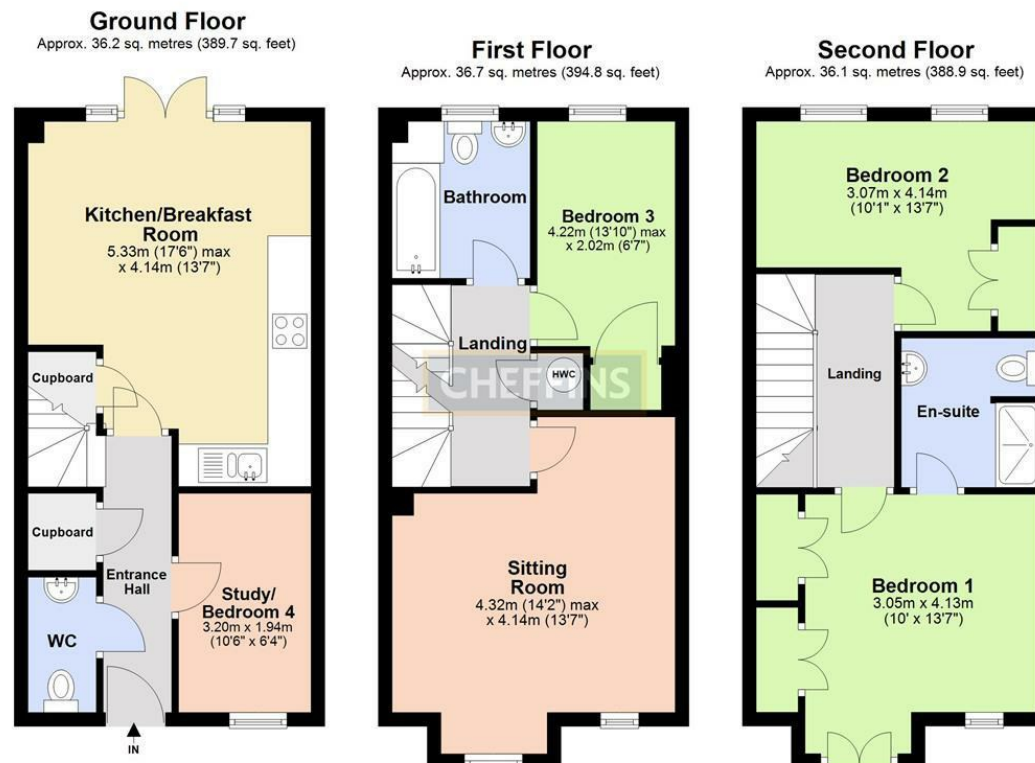 Ground Floor
Approx. 36.2 sq. metres (389.7 sq. feet)
Kitchen/Breakfast
Room
5.33m (17'6") max
x 4.14m (13'7")
Cupboard
Cupboard
Entrance
Hall
WC
Study/
Bedroom 4
3.20m x 1.94m
(10'6" x 6'4")
IN
First Floor
Approx. 36.7 sq. metres (394.8 sq. feet)
Bathroom
Bedroom 3
4.22m (13'10") max
x 2.02m (6'7")
Landing
HWC
CHEFFINS
Sitting
Room
4.32m (14'2") max
x 4.14m (13'7")
Second Floor
Approx. 36.1 sq. metres (388.9 sq. feet)
Bedroom 2
3.07m x 4.14m
(10'1" x 13'7")
Landing
En-suite
Bedroom 1
3.05m x 4.13m
(10' x 13'7")